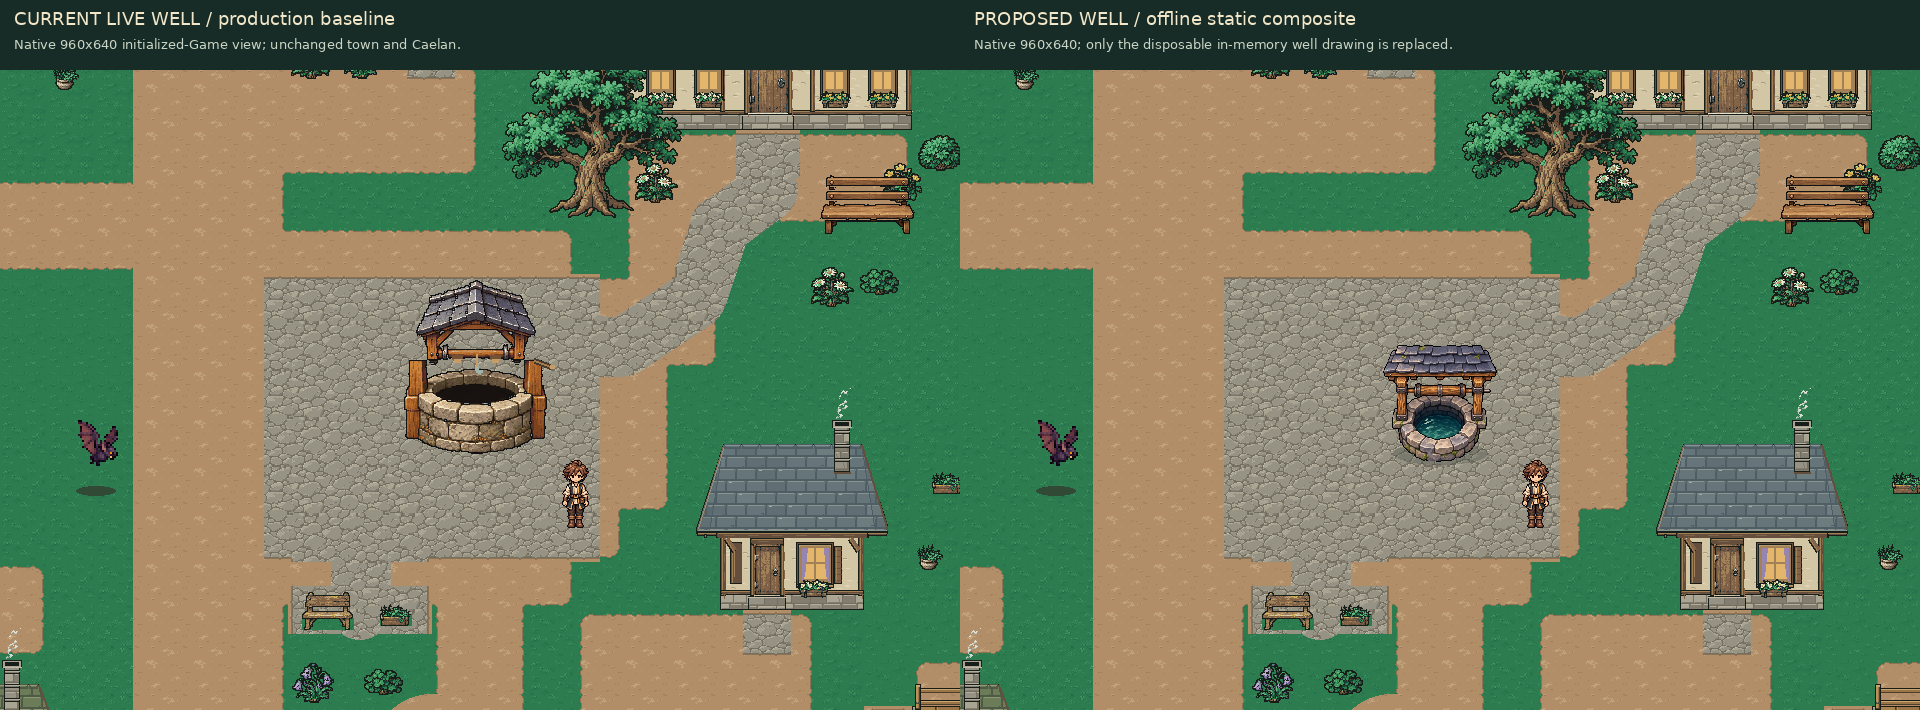 CURRENT LIVE WELL / production baseline
Native 960x640 initialized-Game view; unchanged town and Caelan.
PROPOSED WELL / offline static composite
Native 960x640; only the disposable in-memory well drawing is replaced.